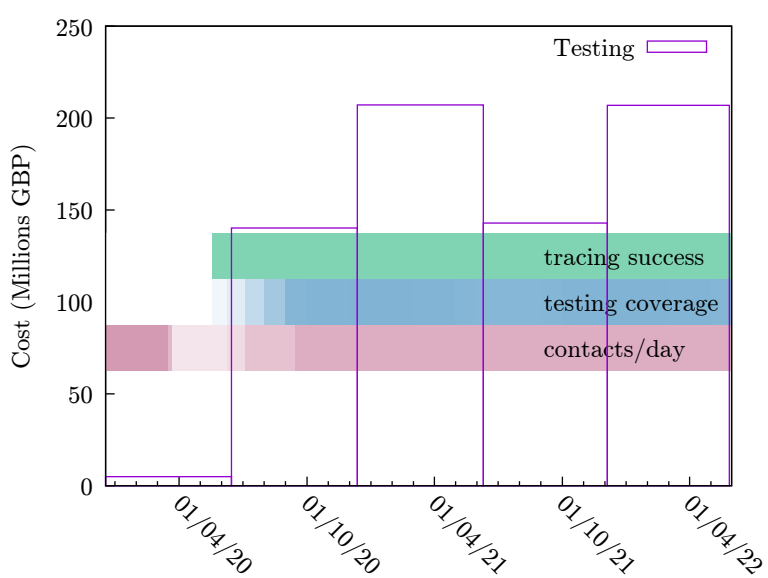 250
Testing
200
150
100
50
0
Cost (Millions GBP)
tracing success
testing coverage
contacts/day
01/04/20
01/10/20
01/04/21
01/10/21
01/04/22